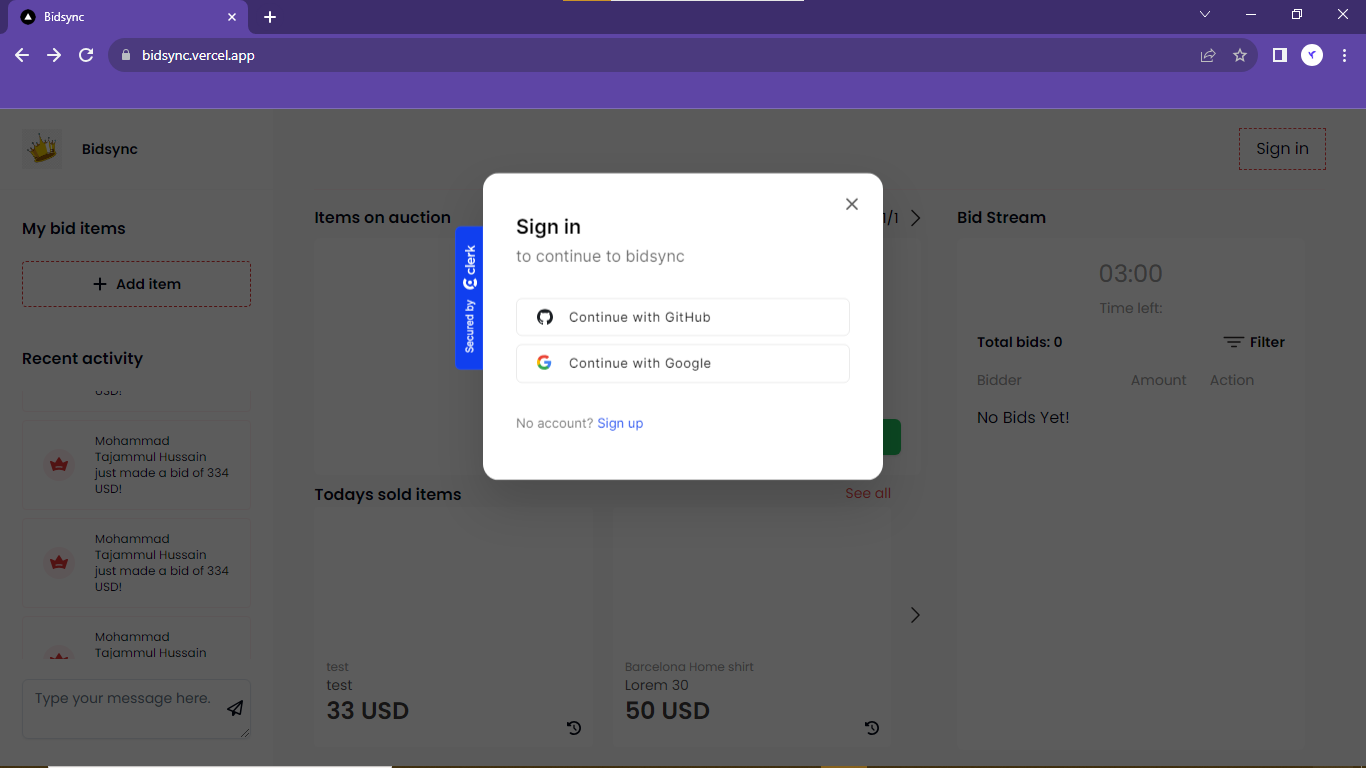 Bidsync
bidsync.vercel.app
Bidsync
Sign in
My bid items
Add item
Recent activity
USD!
Mohammad
Tajammul Hussain
just made a bid of 334
USD!
Mohammad
Tajammul Hussain
just made a bid of 334
USD!
Mohammad
Tajammul Hussain
Type your message here.
Items on auction
1/1
Secured by clerk
Sign in
to continue to bidsync
Continue with GitHub
Continue with Google
No account? Sign up
Todays sold items
See all
test
test
33 USD
Barcelona Home shirt
Lorem 30
50 USD
Bid Stream
03:00
Time left:
Total bids: 0
Filter
Bidder Amount Action
No Bids Yet!